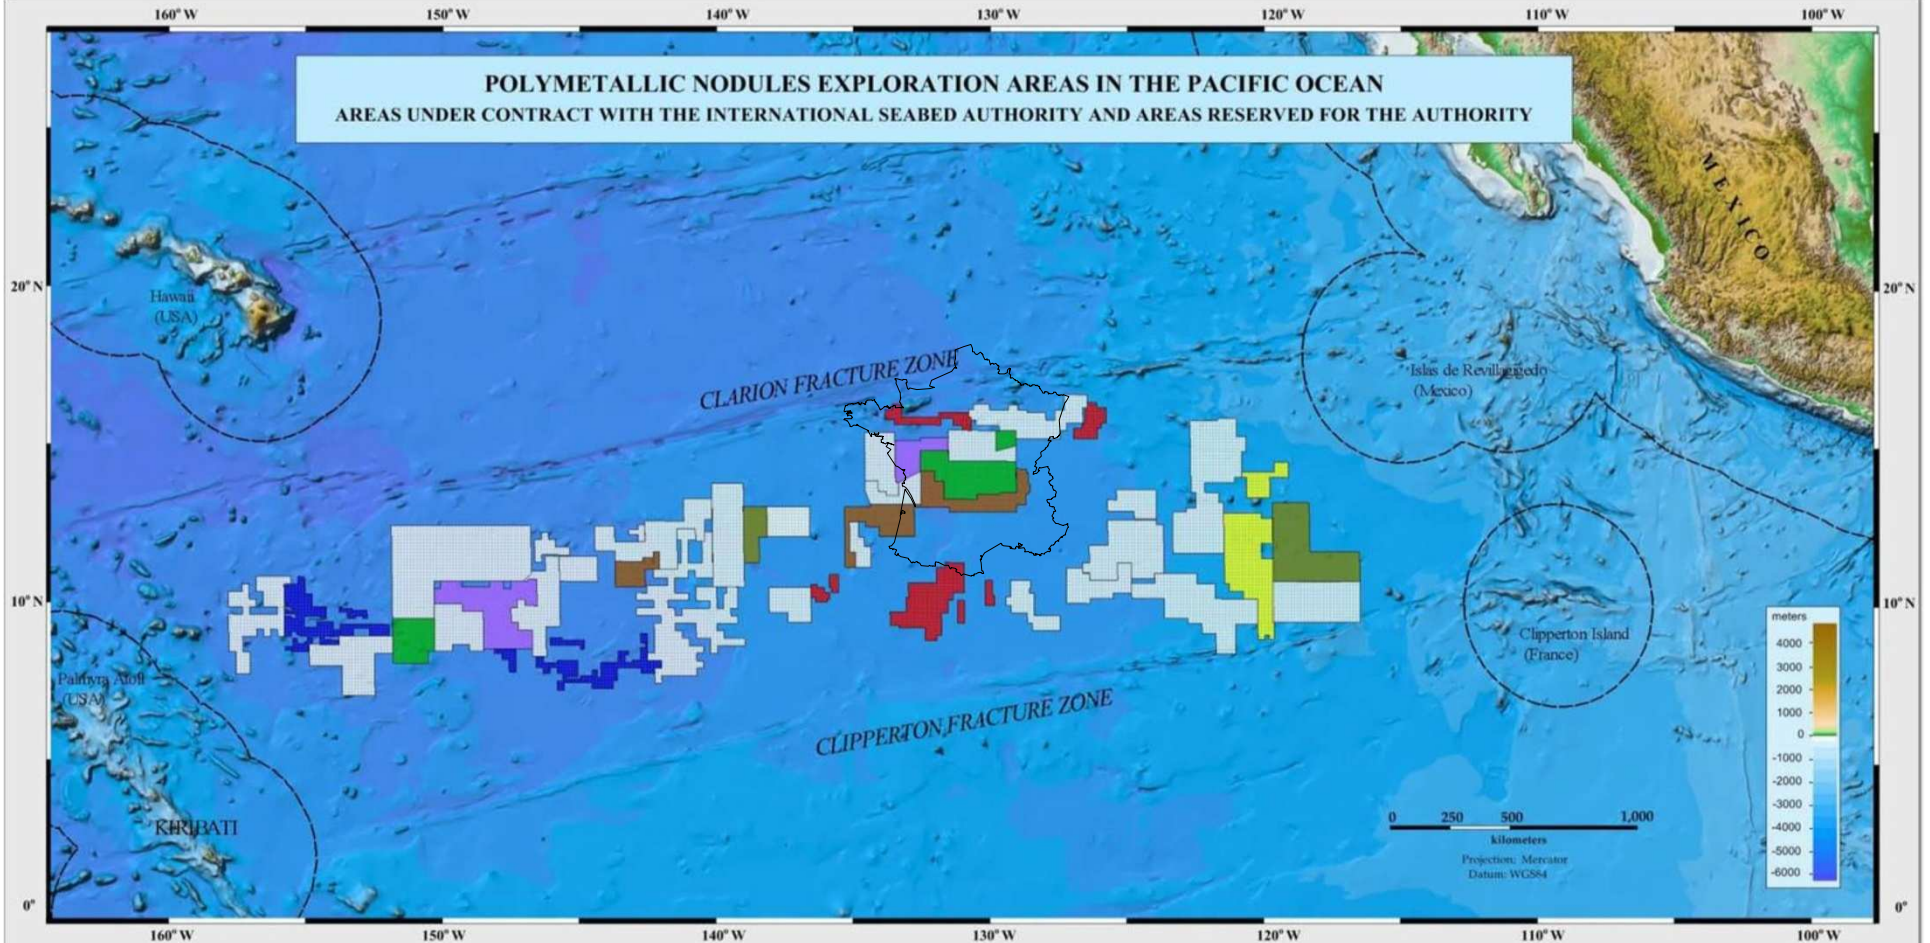 160° W 150° W 140° W 130° W 120° W 110° W 100° W
POLYMETALLIC NODULES EXPLORATION AREAS IN THE PACIFIC OCEAN
AREAS UNDER CONTRACT WITH THE INTERNATIONAL SEABED AUTHORITY AND AREAS RESERVED FOR THE AUTHORITY
MEXICO
20° N 20° N
Hawaii
(USA)
CLARION FRACTURE ZONE
Islas de Revillagigedo
(Mexico)
10° N 10° N
Clipperton Island
(France)
Palmyra Atoll
(USA)
CLIPPERTON FRACTURE ZONE
KIRIBATI
meters
4000
3000
2000
1000
0
-1000
-2000
-3000
-4000
-5000
-6000
0 250 500 1,000
kilometers
Projection: Mercator
Datum: WGS84
0° 0°
160° W 150° W 140° W 130° W 120° W 110° W 100° W